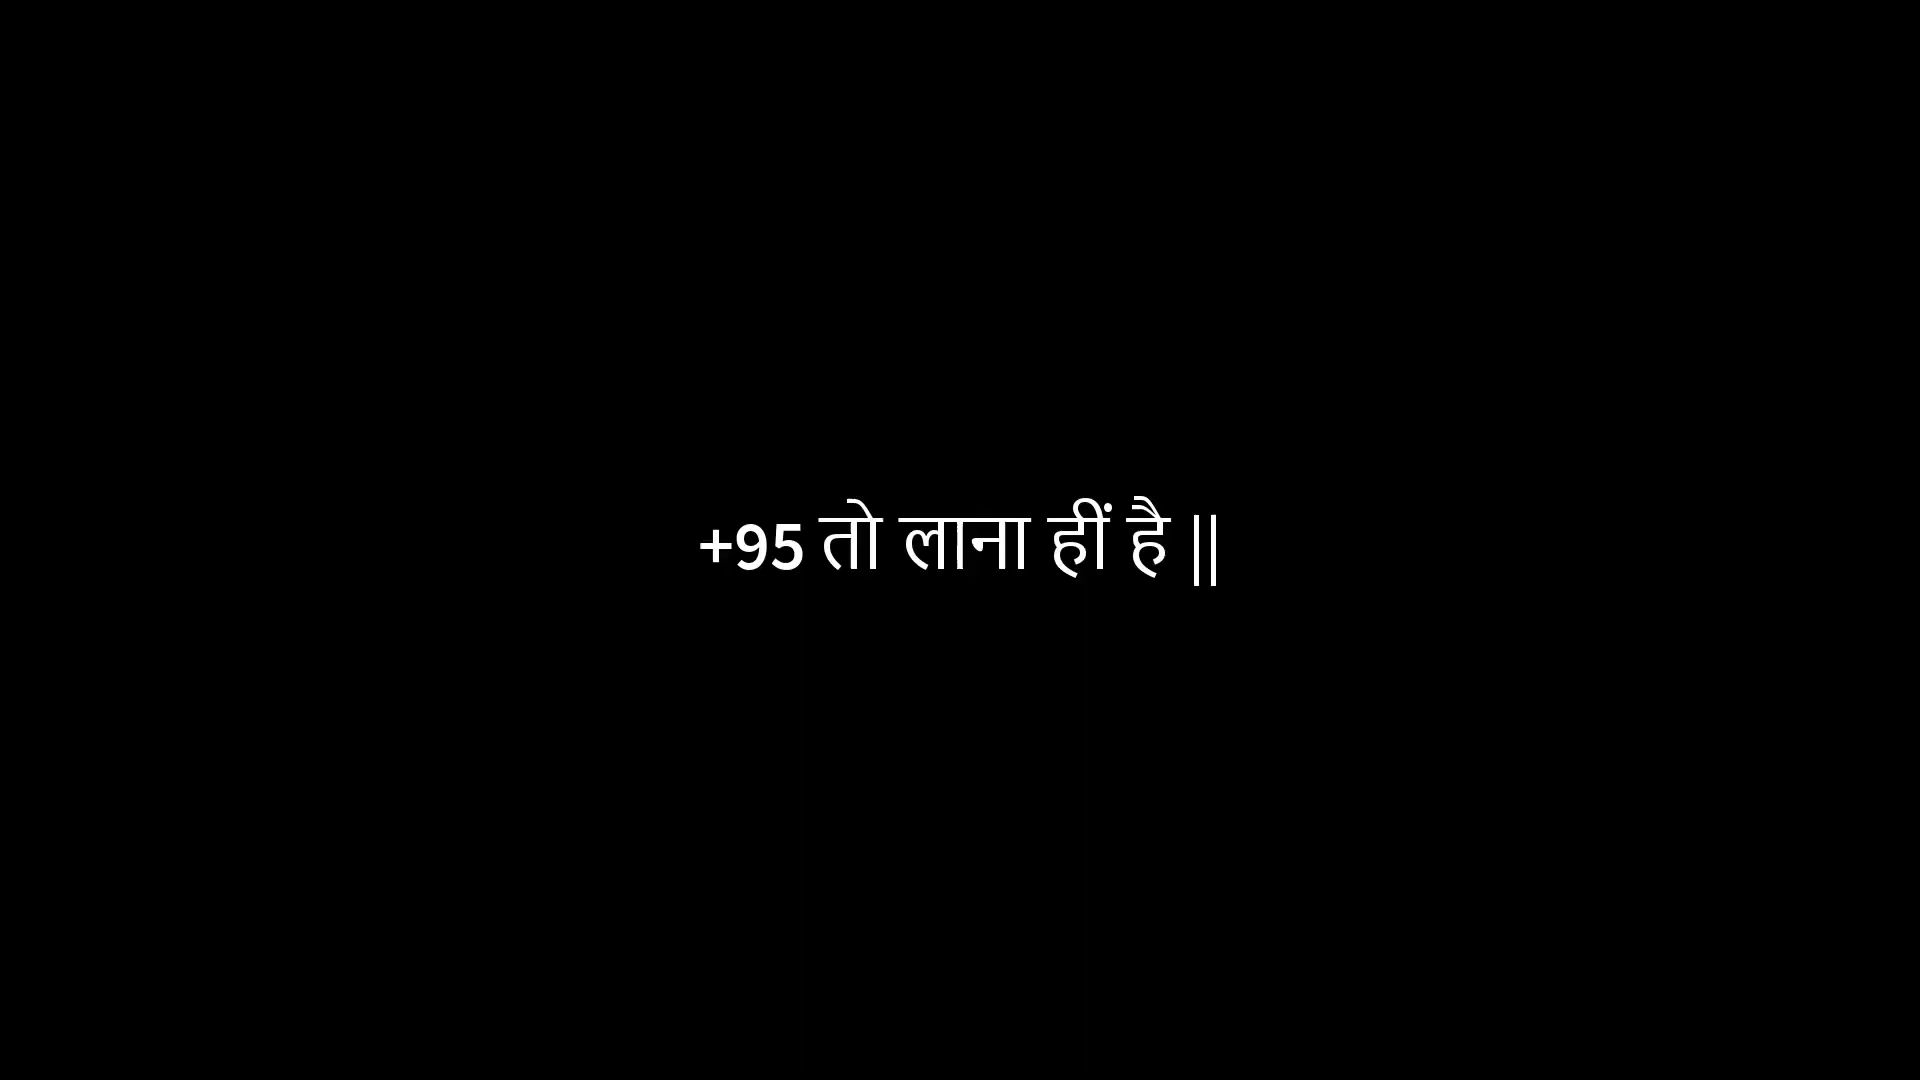 +95 तो लाना हीं है ||